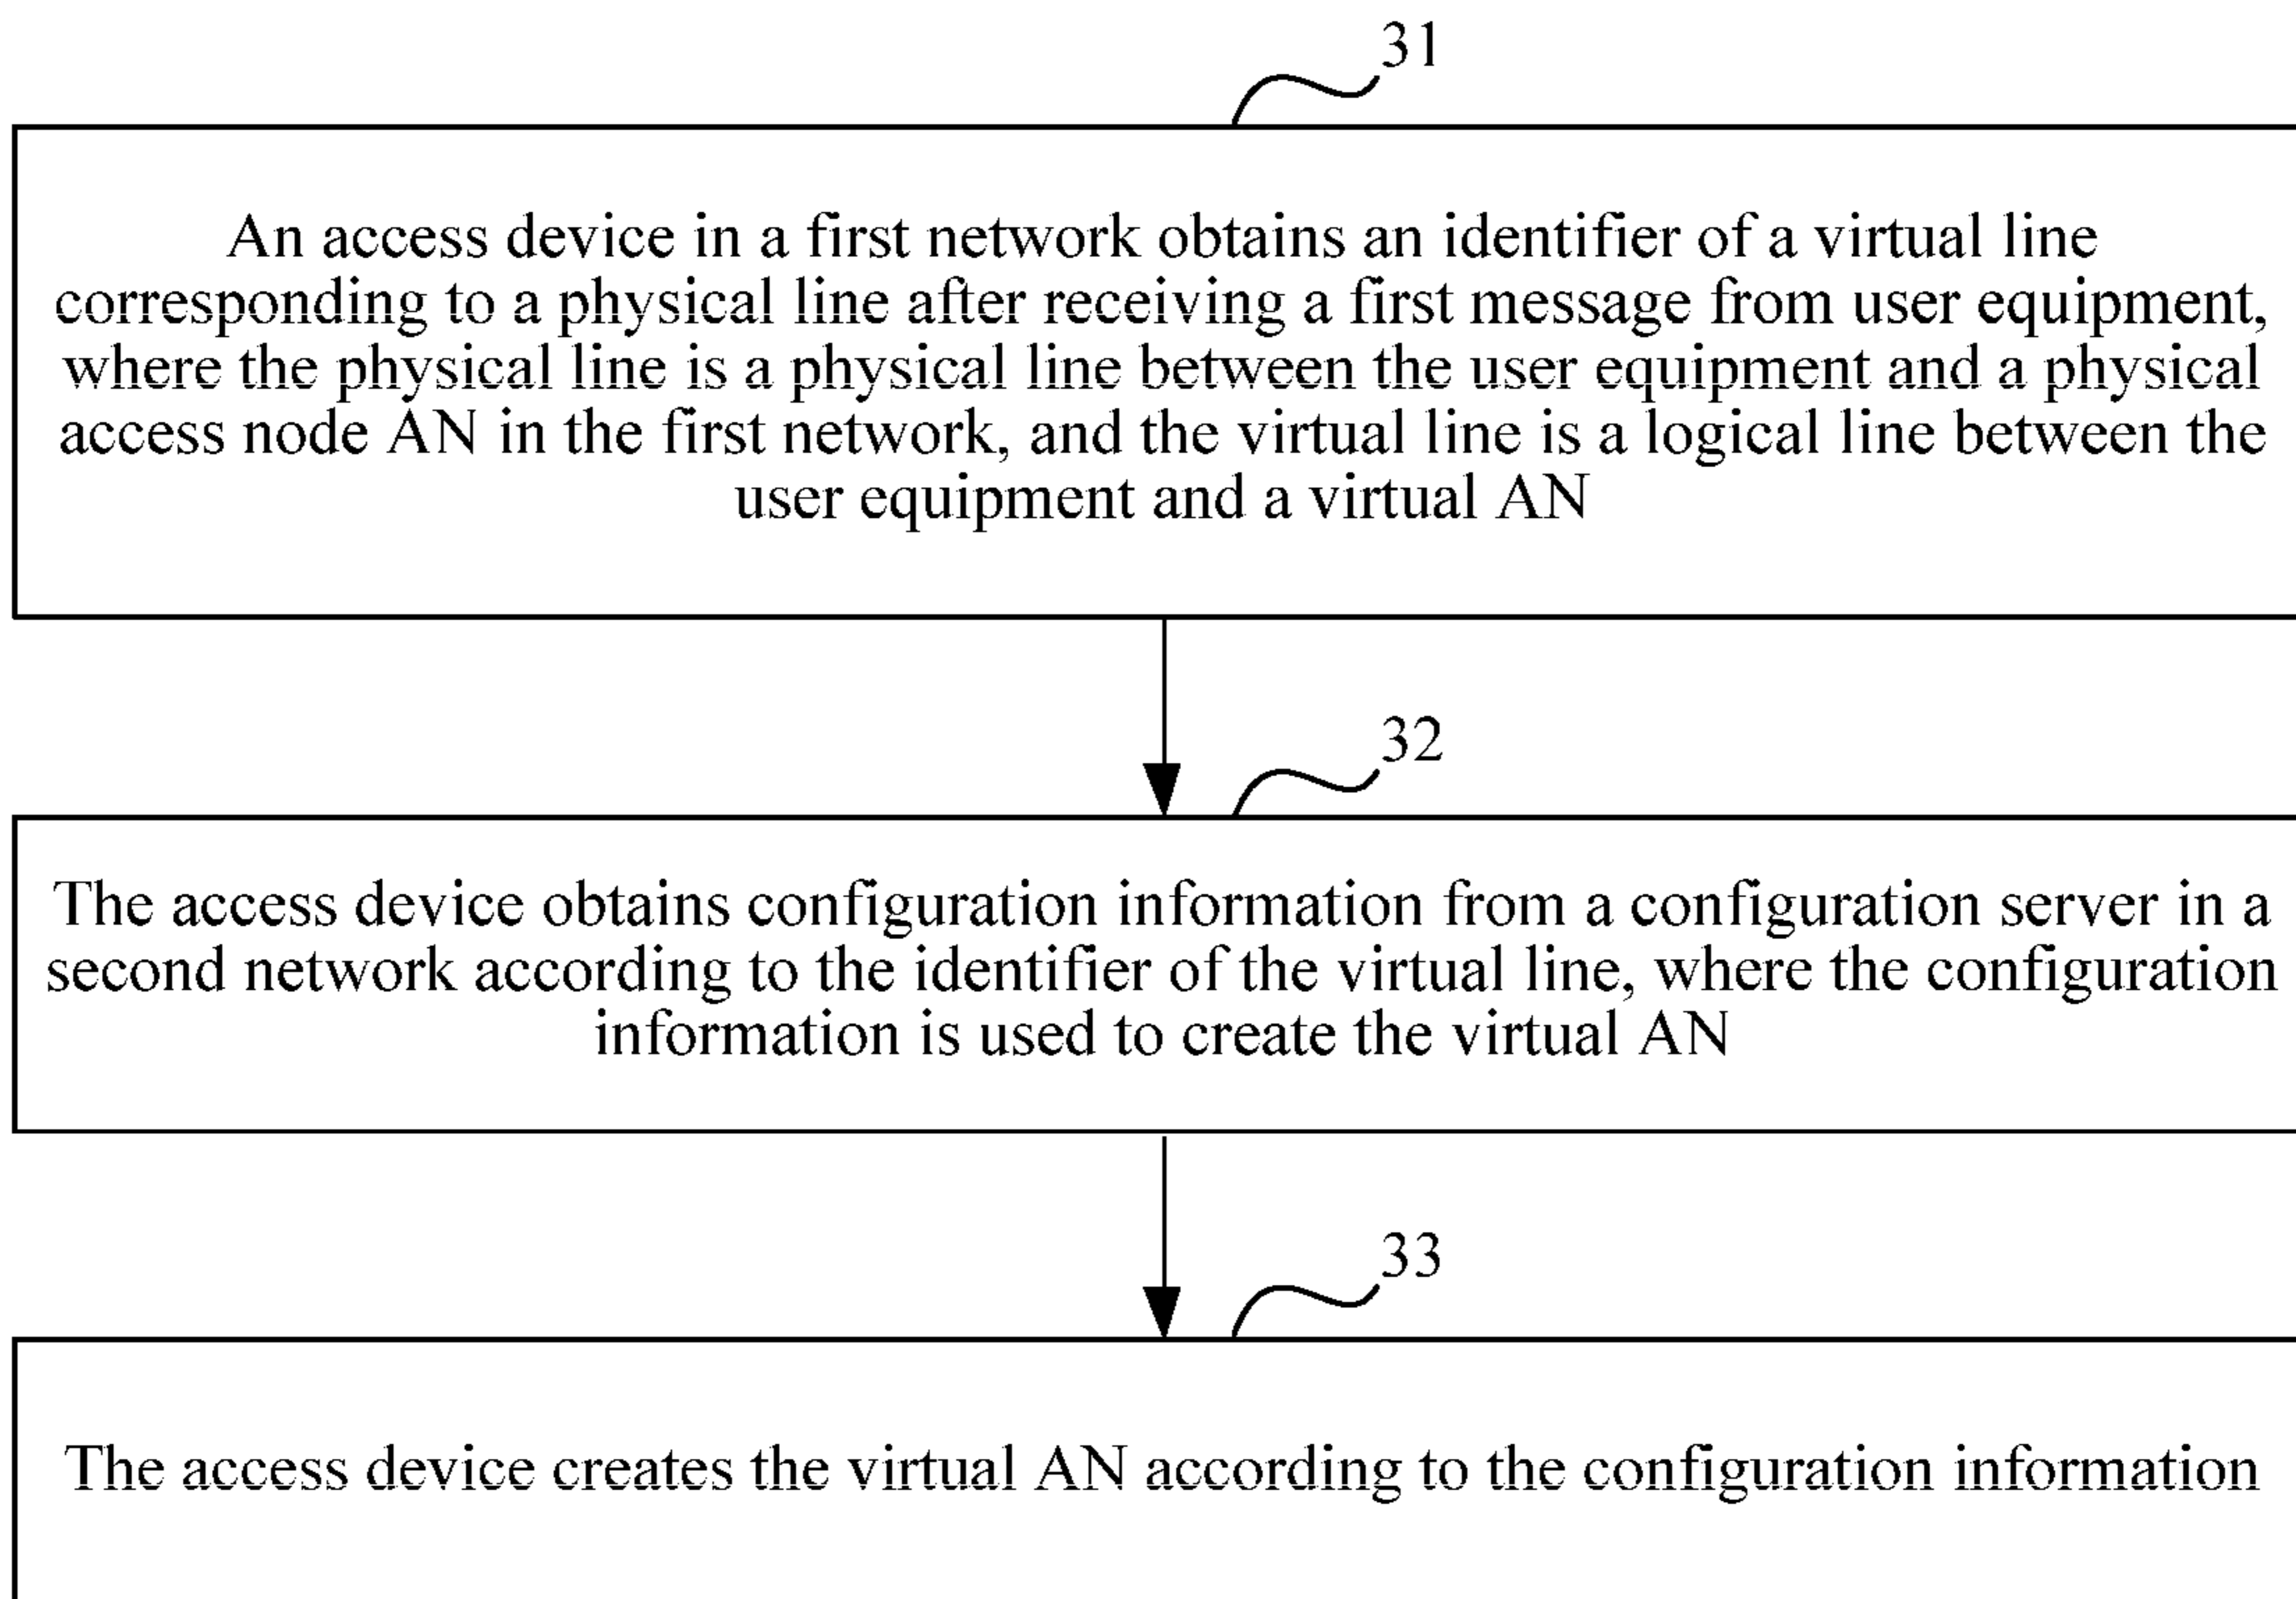 31
An access device in a first network obtains an identifier of a virtual line
corresponding to a physical line after receiving a first message from user equipment,
where the physical line is a physical line between the user equipment and a physical
access node AN in the first network, and the virtual line is a logical line between the
user equipment and a virtual AN
32
The access device obtains configuration information from a configuration server in a
second network according to the identifier of the virtual line, where the configuration
information is used to create the virtual AN
33
The access device creates the virtual AN according to the configuration information